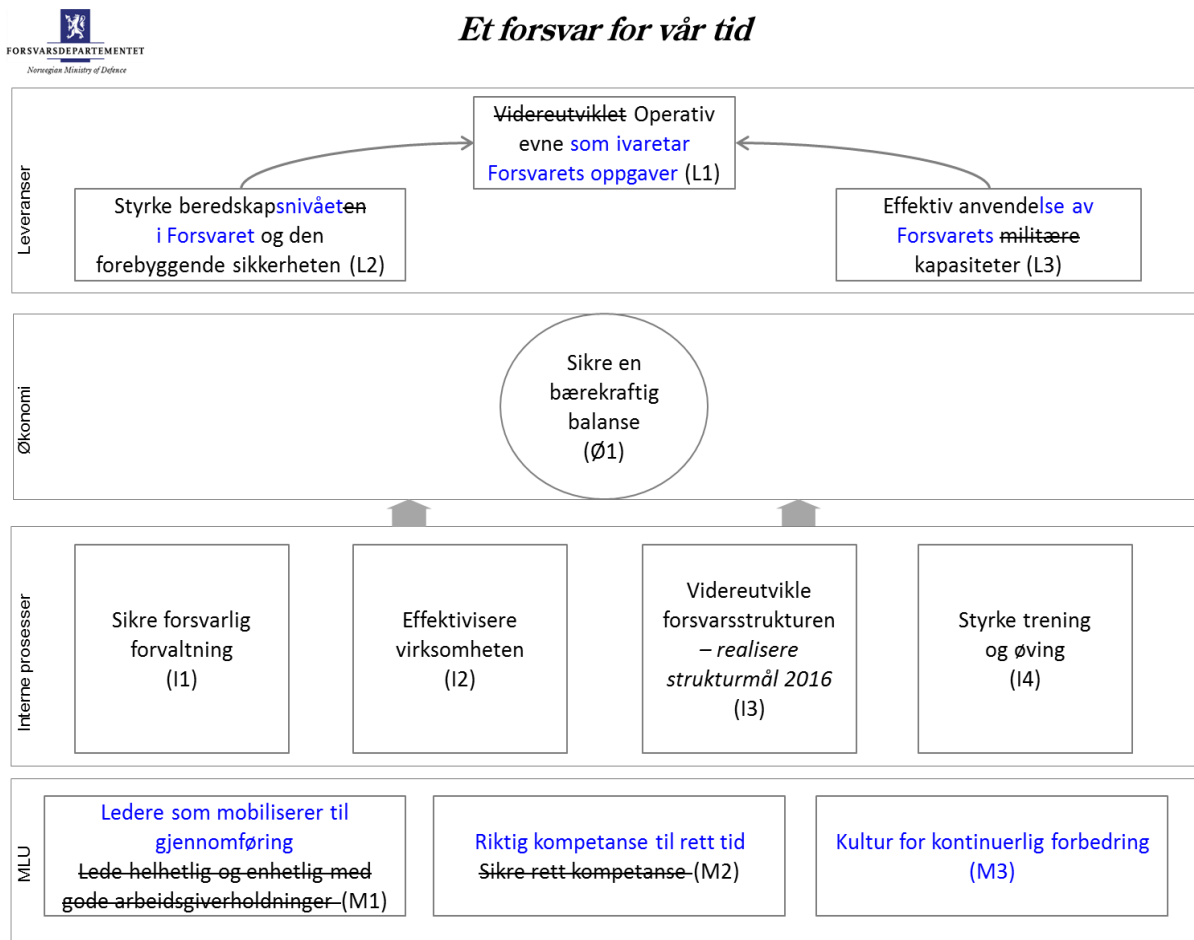 Et forsvar for vår tid
FORSVARSDEPARTEMENTET
Norwegian Ministry of Defence
Leveranser
Videreutviklet Operativ
evne som ivaretar
Forsvarets oppgaver (L1)
Styrke beredskapsnivåeten
i Forsvaret og den
forebyggende sikkerheten (L2)
Effektiv anvendelse av
Forsvarets militære
kapasiteter (L3)
Økonomi
Sikre en
bærekraftig
balanse
(Ø1)
Interne prosesser
Sikre forsvarlig
forvaltning
(I1)
Effektivisere
virksomheten
(I2)
Videreutvikle
forsvarsstrukturen
– realisere
strukturmål 2016
(I3)
Styrke trening
og øving
(I4)
MLU
Ledere som mobiliserer til
gjennomføring
Lede helhetlig og enhetlig med
gode arbeidsgiverholdninger (M1)
Riktig kompetanse til rett tid
Sikre rett kompetanse (M2)
Kultur for kontinuerlig forbedring
(M3)